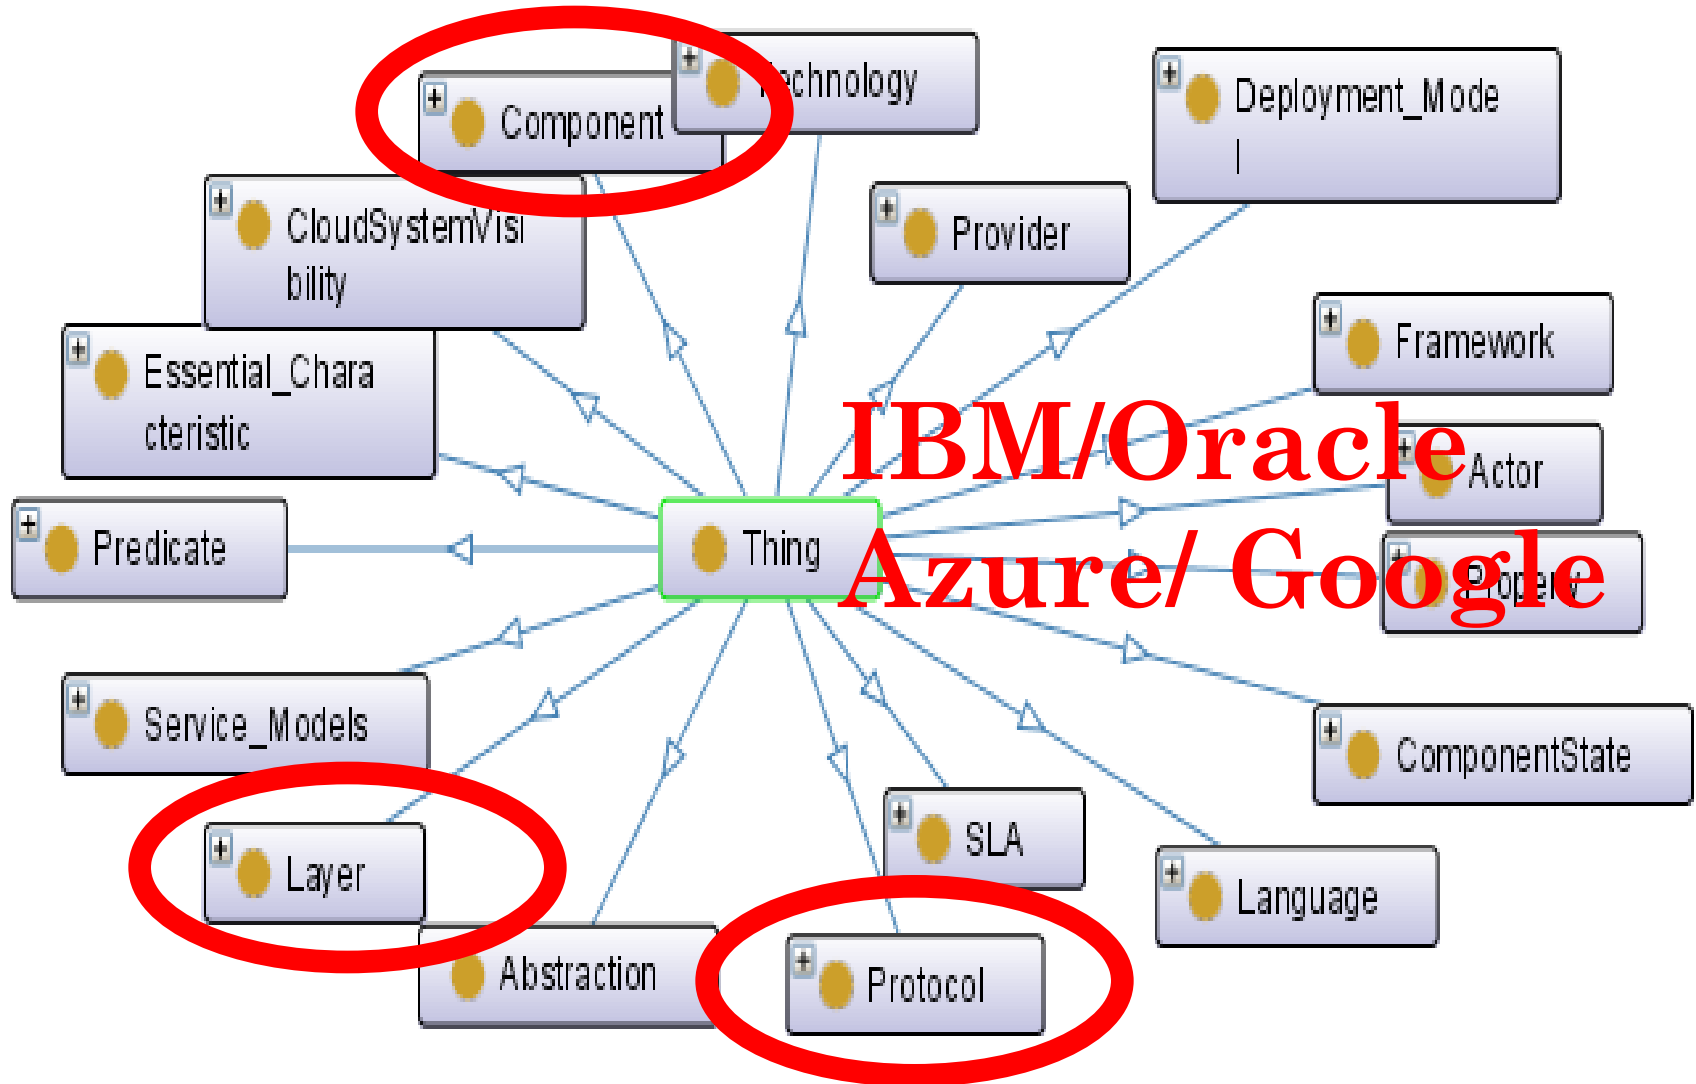 Technology
Component
Deployment_Mode
l
CloudSystemVisi
bility
Provider
Essential_Chara
cteristic
Framework
IBM/Oracle
Actor
Predicate
Thing
Azure/ Google
Property
Service_Models
ComponentState
SLA
Layer
Language
Abstraction
Protocol